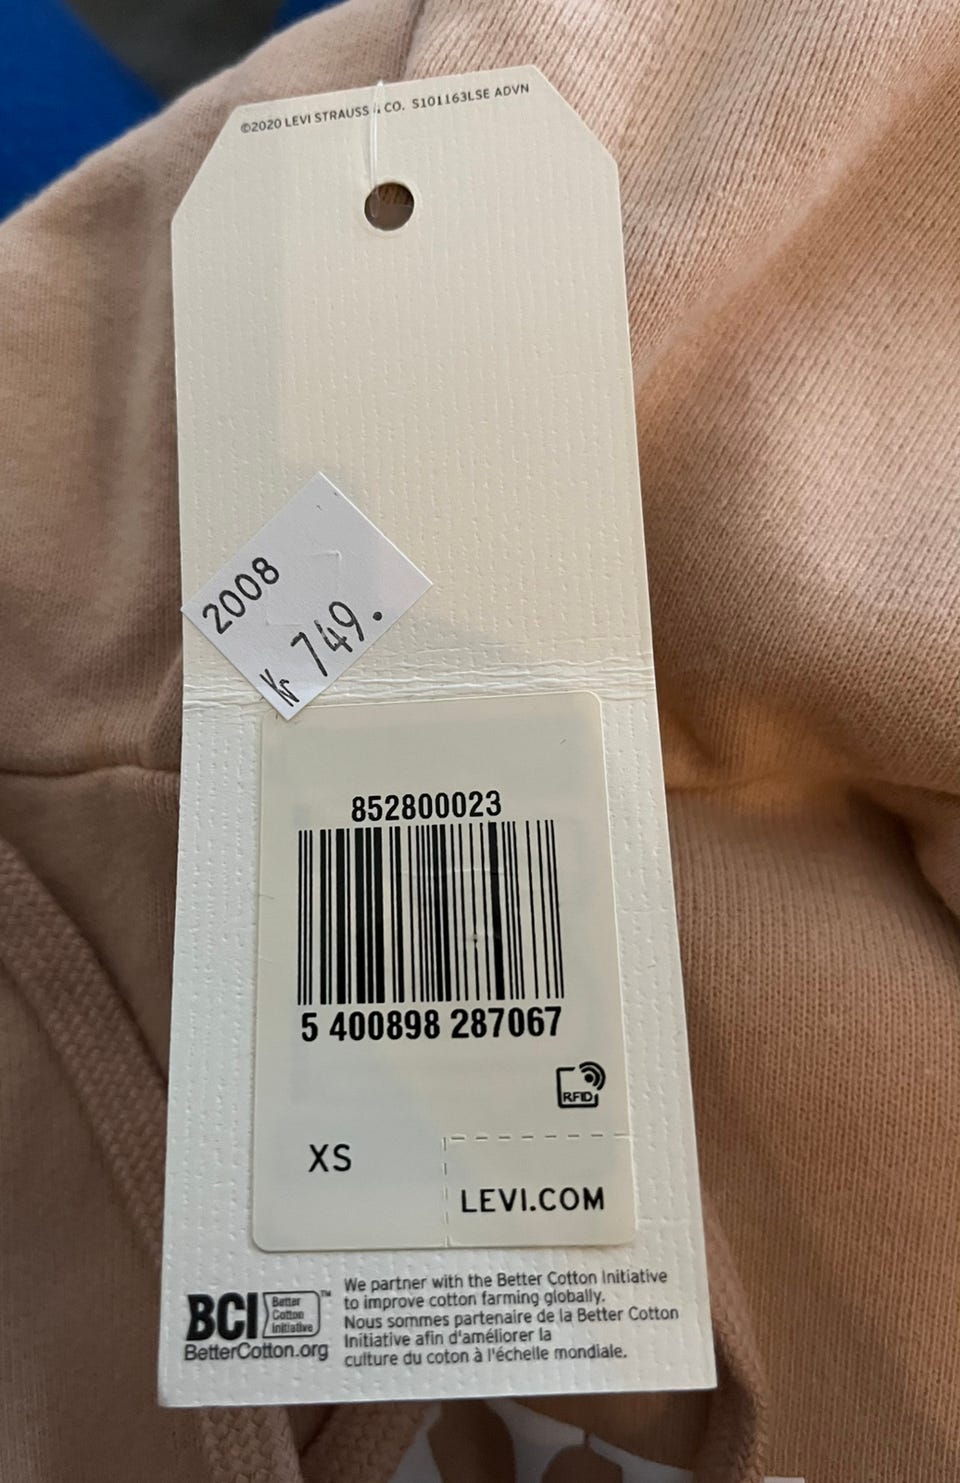 ©2020 LEVI STRAUSS & CO. S101163LSE ADVN
2008
Kr 749.
852800023
5 400898 287067
RFID
XS
LEVI.COM
BCI Better
Cotton
Initiative ™
BetterCotton.org
We partner with the Better Cotton Initiative
to improve cotton farming globally.
Nous sommes partenaire de la Better Cotton
Initiative afin d'améliorer la
culture du coton à l'échelle mondiale.